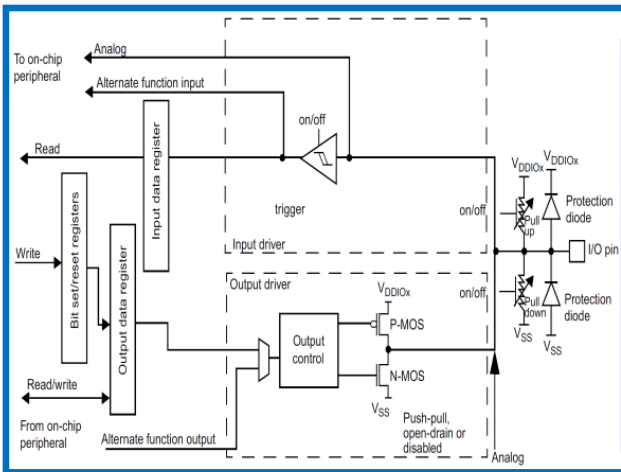 To on-chip
peripheral
Analog
Alternate function input
on/off
Read
Input data register
trigger
Input driver
Write
Bit set/reset registers
Output data register
Read/write
From on-chip
peripheral
Alternate function output
Output driver
Output
control
VDDIOx
P-MOS
N-MOS
VSS
Push-pull,
open-drain or
disabled
Analog
on/off
VDDIOx
Pull
up
VDDIOx
Protection
diode
I/O pin
on/off
Pull
down
VSS
Protection
diode
VSS